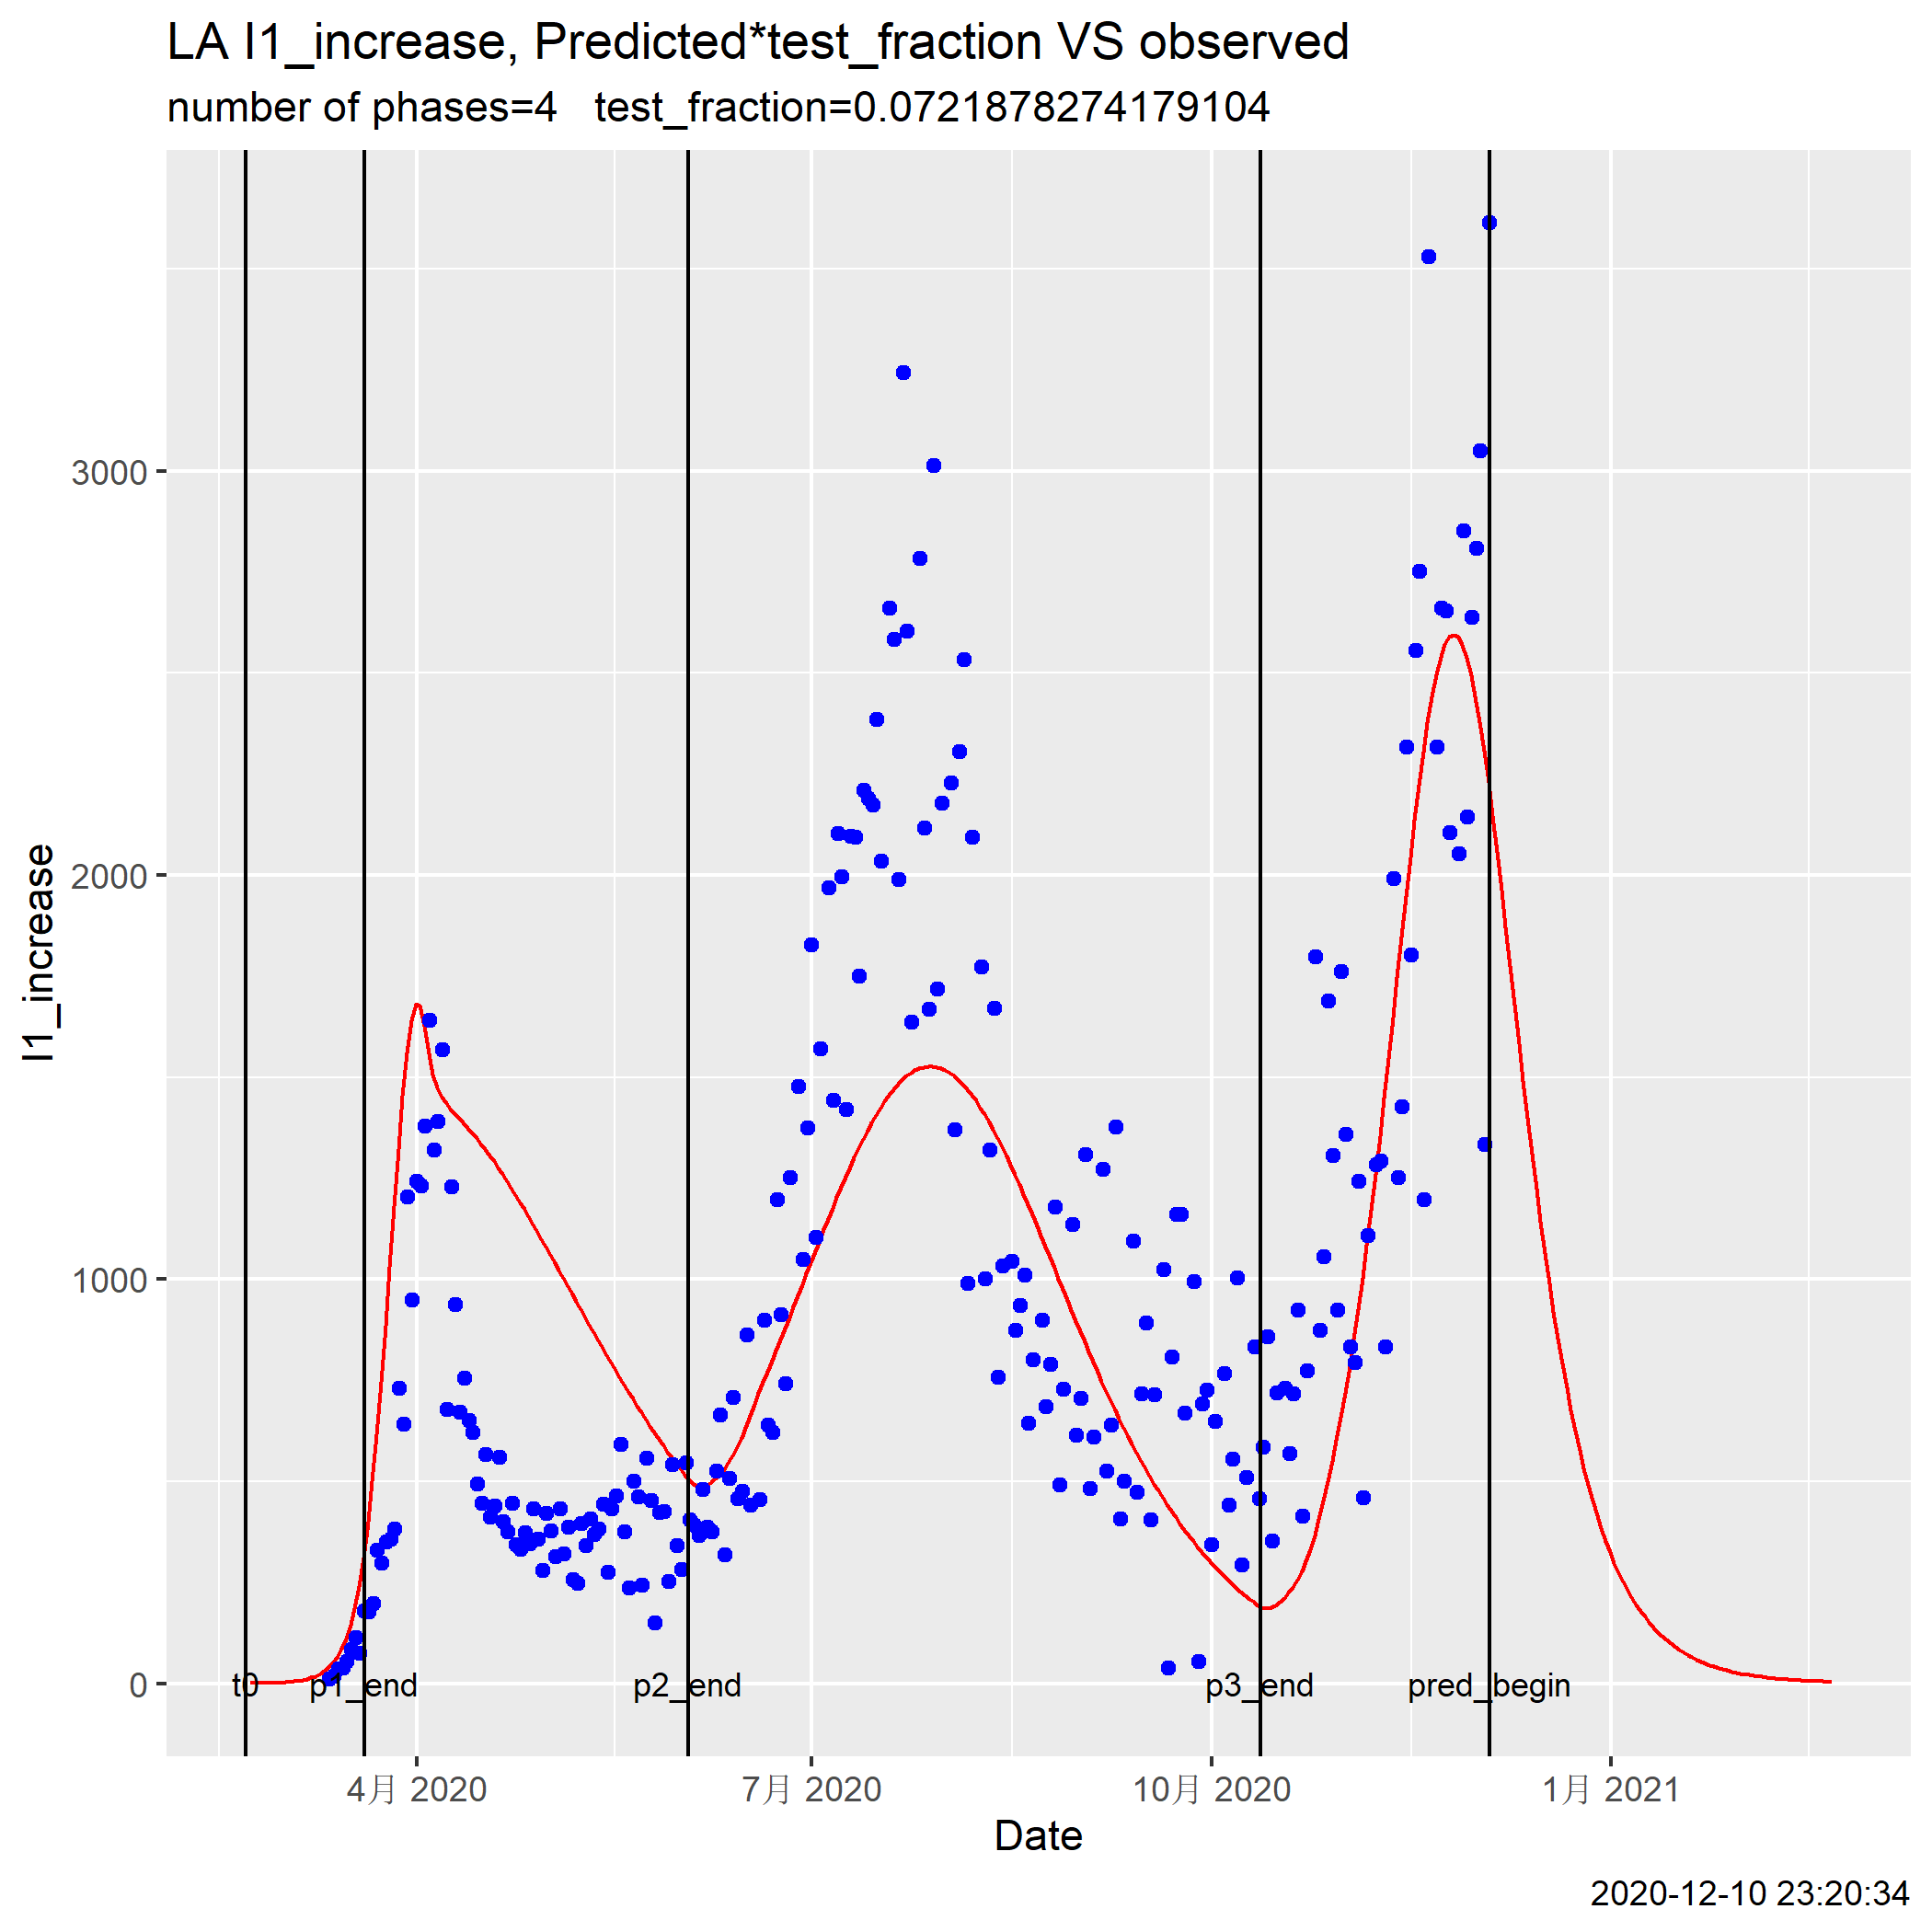 LA I1_increase, Predicted*test_fraction VS observed
number of phases=4   test_fraction=0.0721878274179104
I1_increase
3000
2000
1000
0
t0 p1_end p2_end p3_end pred_begin
4月 2020 7月 2020 10月 2020 1月 2021
Date
2020-12-10 23:20:34